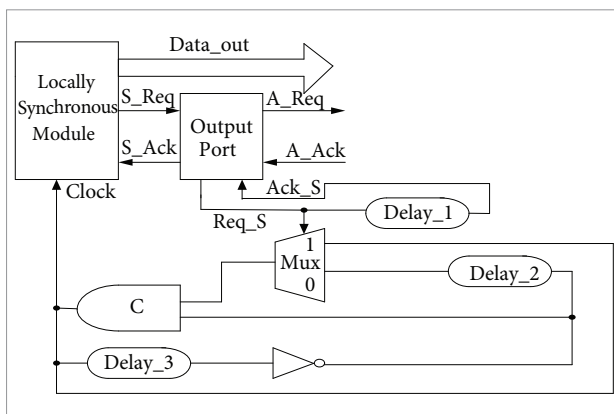 Data_out
Locally
Synchronous
Module
S_Req
A_Req
Output
Port
S_Ack
A_Ack
Clock
Ack_S
Req_S
Delay_1
1
Mux
0
Delay_2
C
Delay_3